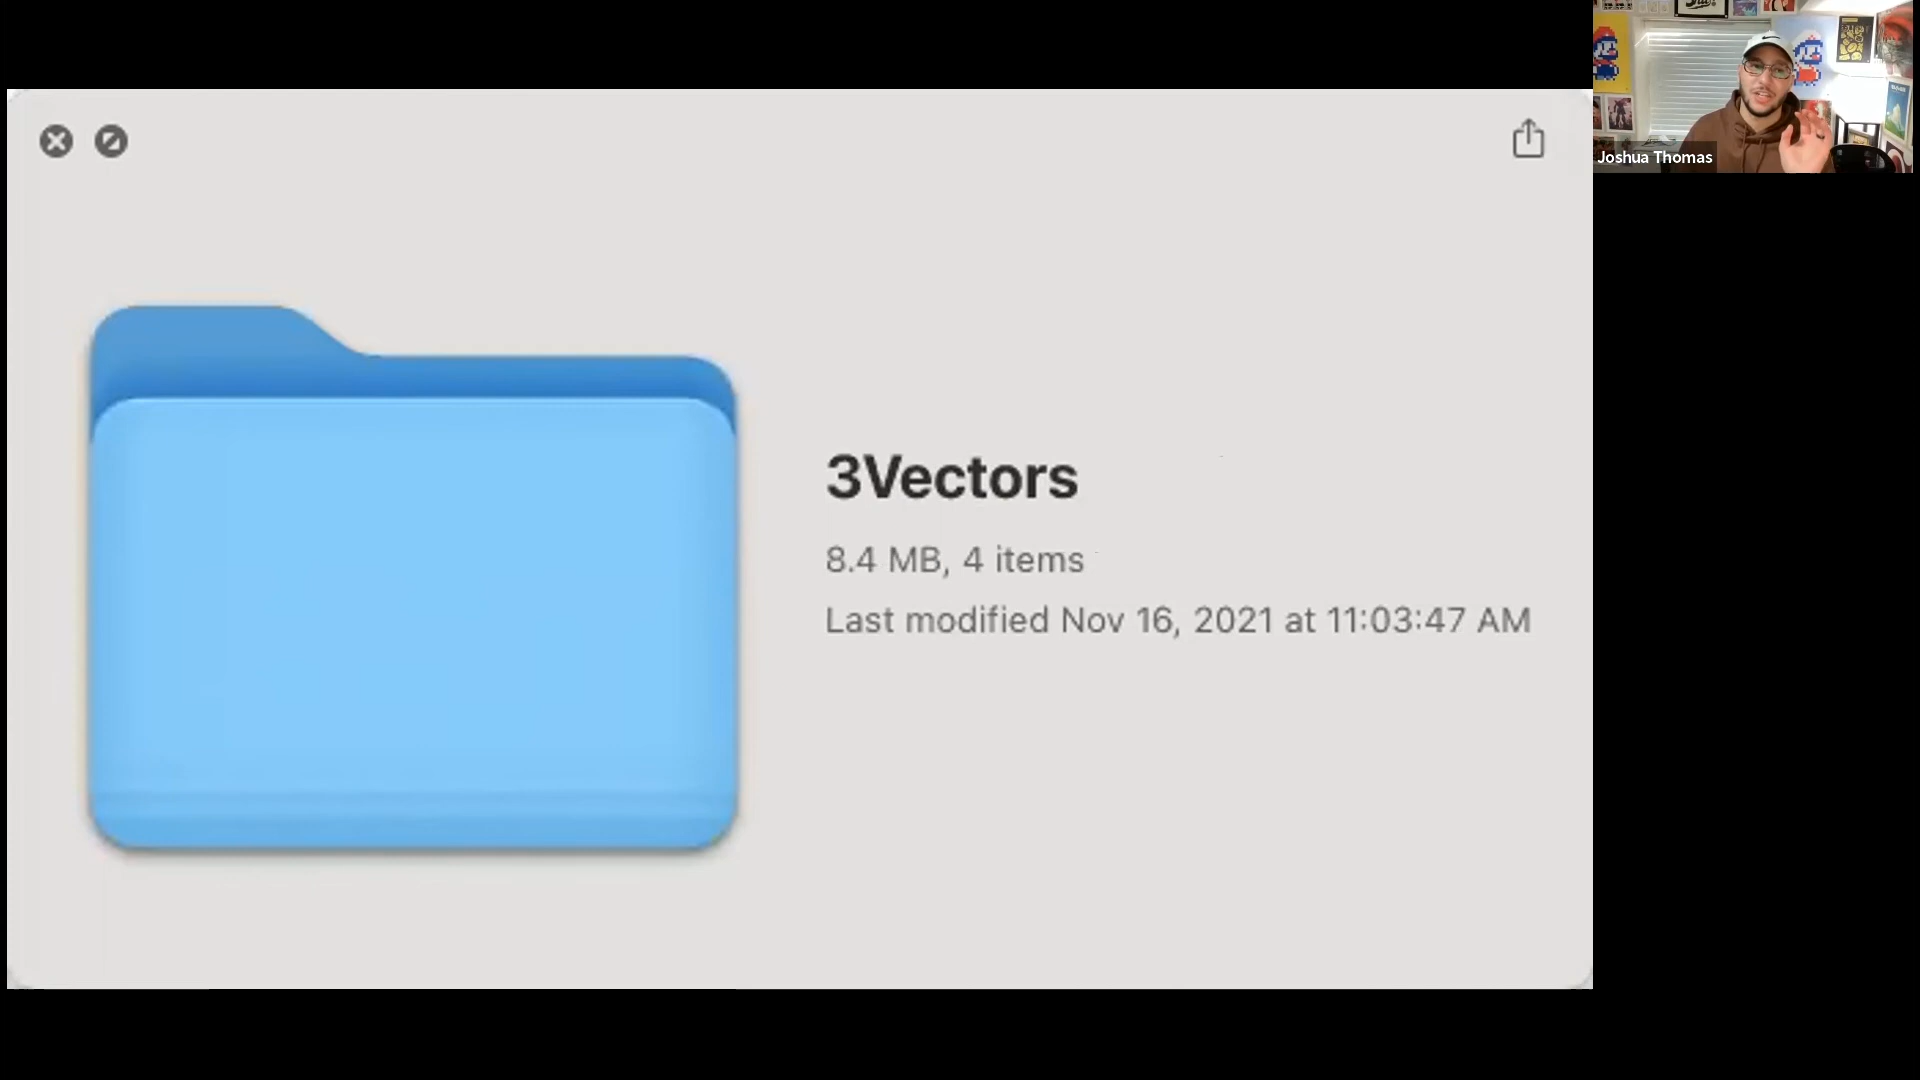 Joshua Thomas
3Vectors
8.4 MB, 4 items
Last modified Nov 16, 2021 at 11:03:47 AM